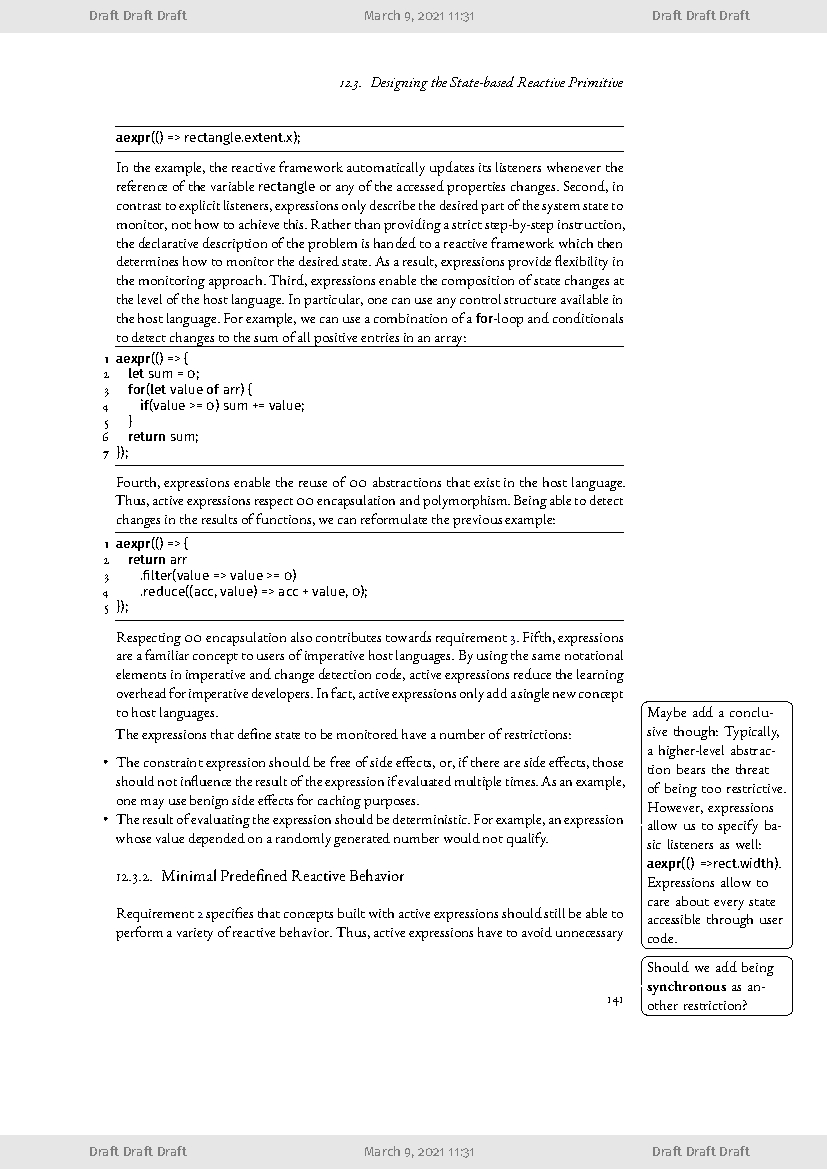 Draft Draft Draft March 9, 2021 11:31 Draft Draft Draft
12.3. Designing the State-based Reactive Primitive
aexpr(() => rectangle.extent.x);
In the example, the reactive framework automatically updates its listeners whenever the
reference of the variable rectangle or any of the accessed properties changes. Second, in
contrast to explicit listeners, expressions only describe the desired part of the system state to
monitor, not how to achieve this. Rather than providing a strict step-by-step instruction,
the declarative description of the problem is handed to a reactive framework which then
determines how to monitor the desired state. As a result, expressions provide flexibility in
the monitoring approach. Third, expressions enable the composition of state changes at
the level of the host language. In particular, one can use any control structure available in
the host language. For example, we can use a combination of a for-loop and conditionals
to detect changes to the sum of all positive entries in an array:
1 aexpr(() => {
2 let sum = 0;
3 for(let value of arr) {
4 if(value >= 0) sum += value;
5 }
6 return sum;
7 });
Fourth, expressions enable the reuse of OO abstractions that exist in the host language.
Thus, active expressions respect OO encapsulation and polymorphism. Being able to detect
changes in the results of functions, we can reformulate the previous example:
1 aexpr(() => {
2 return arr
3 .filter(value => value >= 0)
4 .reduce((acc, value) => acc + value, 0);
5 });
Respecting OO encapsulation also contributes towards requirement 3. Fifth, expressions
are a familiar concept to users of imperative host languages. By using the same notational
elements in imperative and change detection code, active expressions reduce the learning
overhead for imperative developers. In fact, active expressions only add a single new concept
to host languages.
The expressions that define state to be monitored have a number of restrictions:
• The constraint expression should be free of side effects, or, if there are side effects, those
should not influence the result of the expression if evaluated multiple times. As an example,
one may use benign side effects for caching purposes.
• The result of evaluating the expression should be deterministic. For example, an expression
whose value depended on a randomly generated number would not qualify.
12.3.2. Minimal Predefined Reactive Behavior
Requirement 2 specifies that concepts built with active expressions should still be able to
perform a variety of reactive behavior. Thus, active expressions have to avoid unnecessary
Maybe add a conclu-
sive though: Typically,
a higher-level abstrac-
tion bears the threat
of being too restrictive.
However, expressions
allow us to specify ba-
sic listeners as well:
aexpr(() =>rect.width).
Expressions allow to
care about every state
accessible through user
code.
Should we add being
synchronous as an-
other restriction?
141
Draft Draft Draft March 9, 2021 11:31 Draft Draft Draft